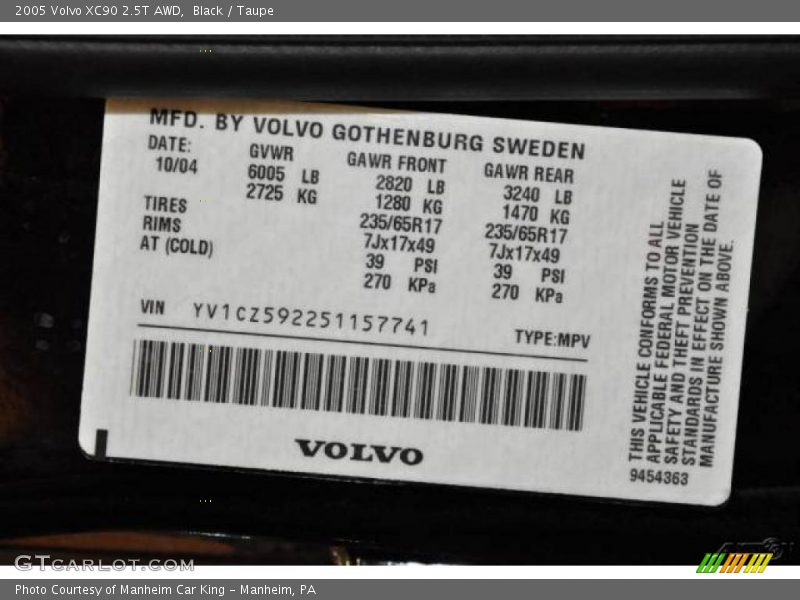 2005 Volvo XC90 2.5T AWD,  Black / Taupe
MFD. BY VOLVO GOTHENBURG SWEDEN
DATE: GVWR GAWR FRONT GAWR REAR
10/04 6005 LB 2820 LB 3240 LB
2725 KG 1280 KG 1470 KG
TIRES 235/65R17 235/65R17
RIMS 7Jx17x49 7Jx17x49
AT (COLD) 39 PSI 39 PSI
270 KPa 270 KPa
VIN YV1CZ592251157741 TYPE:MPV
VOLVO
THIS VEHICLE CONFORMS TO ALL
APPLICABLE FEDERAL MOTOR VEHICLE
SAFETY AND THEFT PREVENTION
STANDARDS IN EFFECT ON THE DATE OF
MANUFACTURE SHOWN ABOVE.
9454363
GTCARLOT.COM
Photo Courtesy of Manheim Car King - Manheim, PA